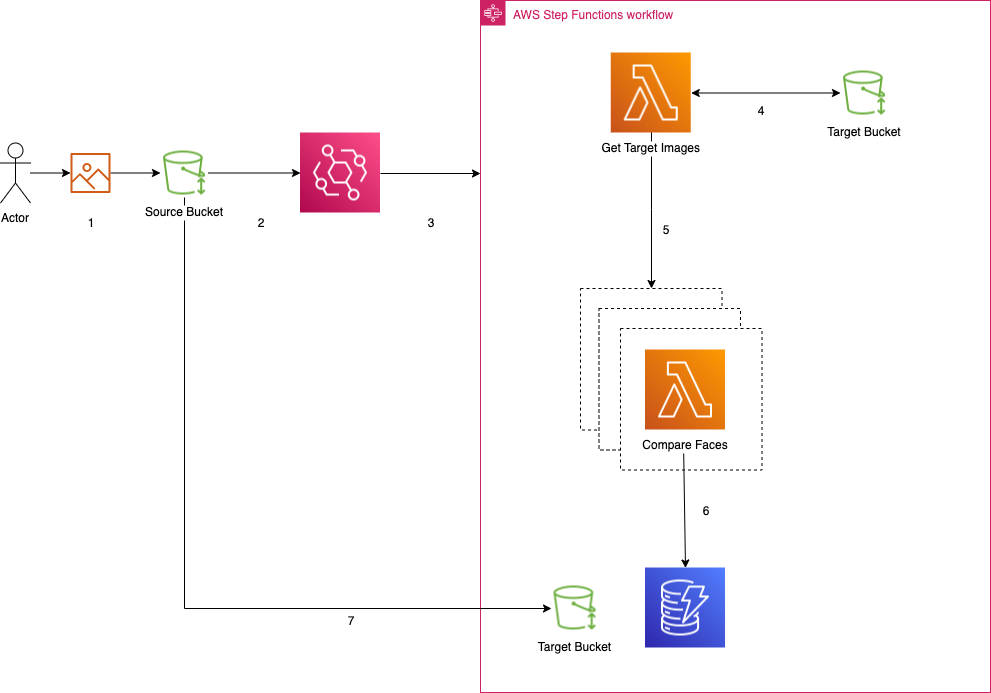 AWS Step Functions workflow
4
Target Bucket
Get Target Images
Actor
1
Source Bucket
2
3
5
Compare Faces
6
7
Target Bucket